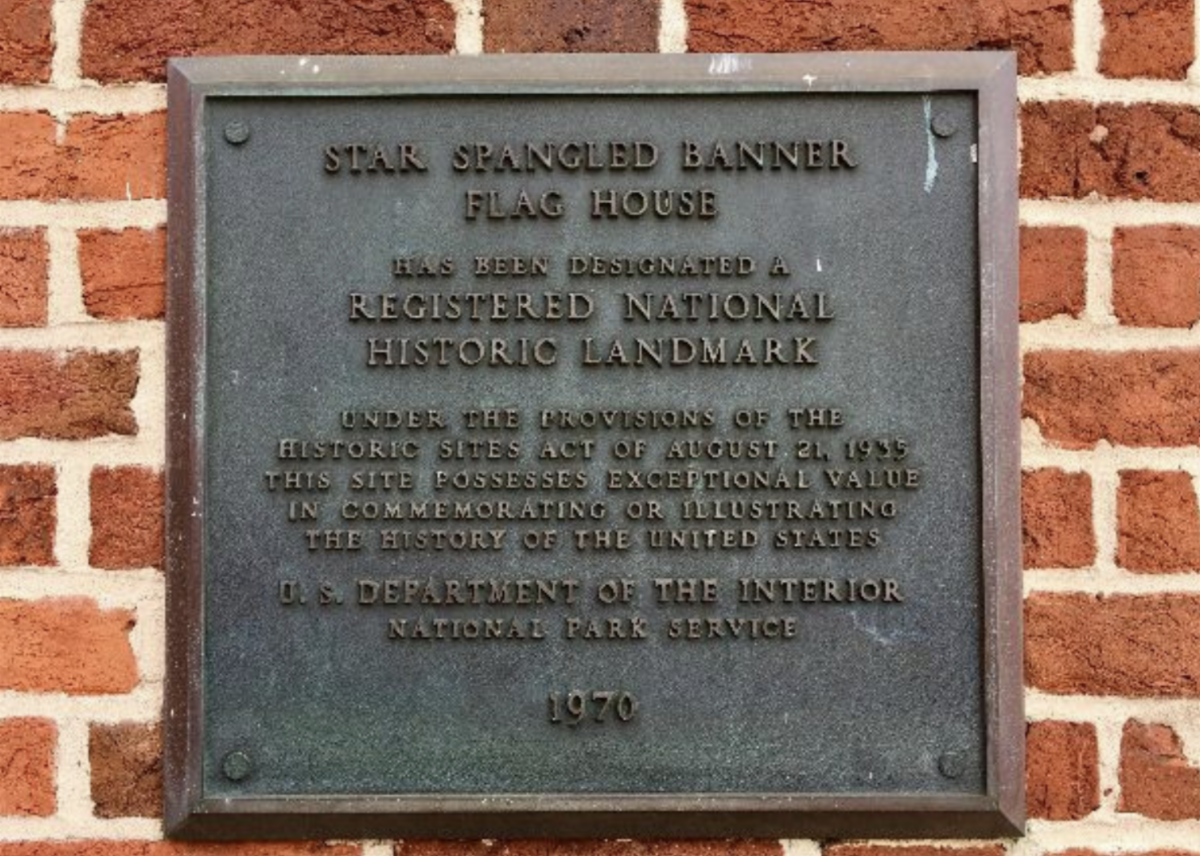 STAR SPANGLED BANNER
FLAG HOUSE
HAS BEEN DESIGNATED A
REGISTERED NATIONAL
HISTORIC LANDMARK
UNDER THE PROVISIONS OF THE
HISTORIC SITES ACT OF AUGUST 21, 1935
THIS SITE POSSESSES EXCEPTIONAL VALUE
IN COMMEMORATING OR ILLUSTRATING
THE HISTORY OF THE UNITED STATES
U. S. DEPARTMENT OF THE INTERIOR
NATIONAL PARK SERVICE
1970